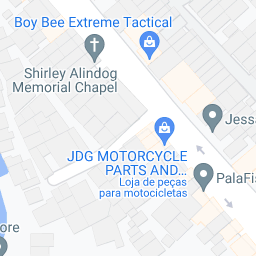 Boy Bee Extreme Tactical
Shirley Alindog
Memorial Chapel
Jessa
JDG MOTORCYCLE
PARTS AND...
Loja de peças
para motocicletas
PalaFis
ore